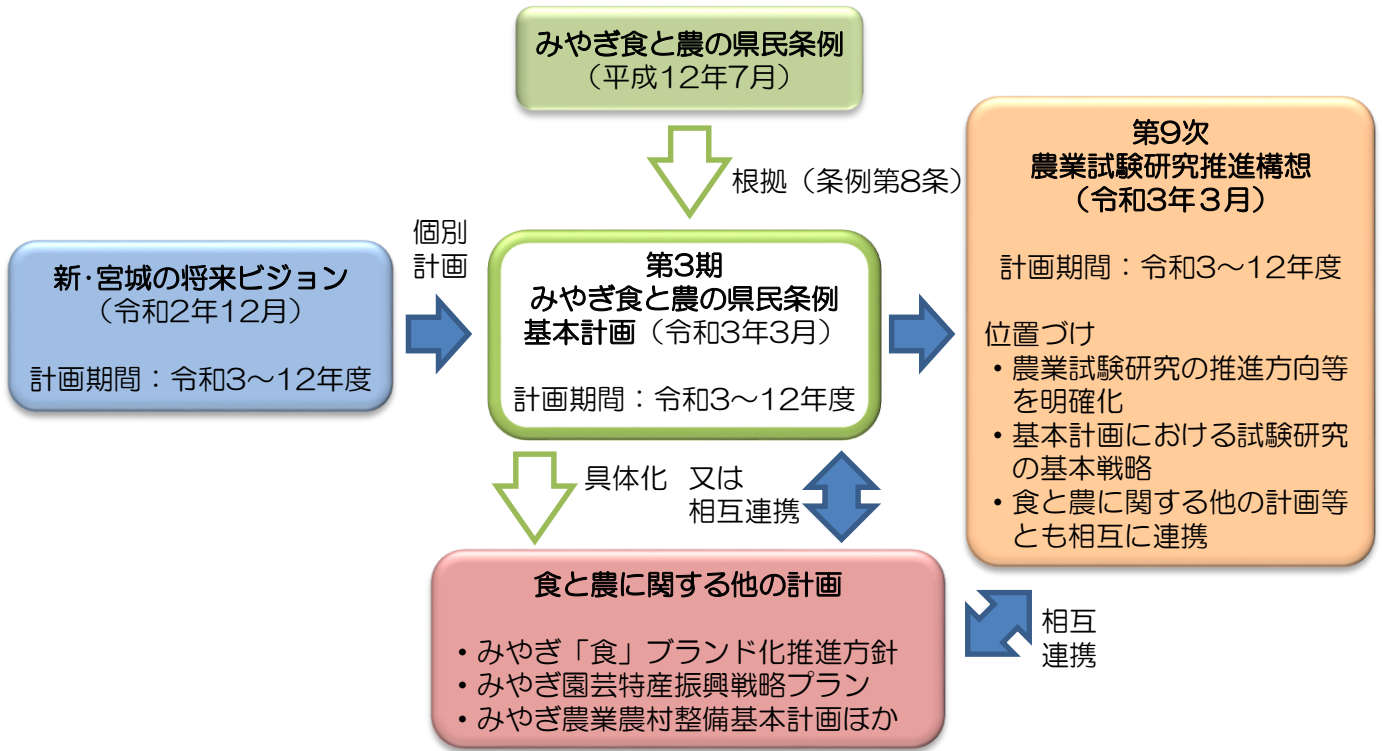 みやぎ食と農の県民条例
（平成12年7月）
根拠（条例第8条）
新・宮城の将来ビジョン
（令和2年12月）
計画期間：令和3～12年度
個別
計画
第3期
みやぎ食と農の県民条例
基本計画（令和3年3月）
計画期間：令和3～12年度
第9次
農業試験研究推進構想
（令和3年３月）
計画期間：令和3～12年度
位置づけ
・農業試験研究の推進方向等
を明確化
・基本計画における試験研究
の基本戦略
・食と農に関する他の計画等
とも相互に連携
具体化　又は
相互連携
食と農に関する他の計画
・みやぎ「食」ブランド化推進方針
・みやぎ園芸特産振興戦略プラン
・みやぎ農業農村整備基本計画ほか
相互
連携